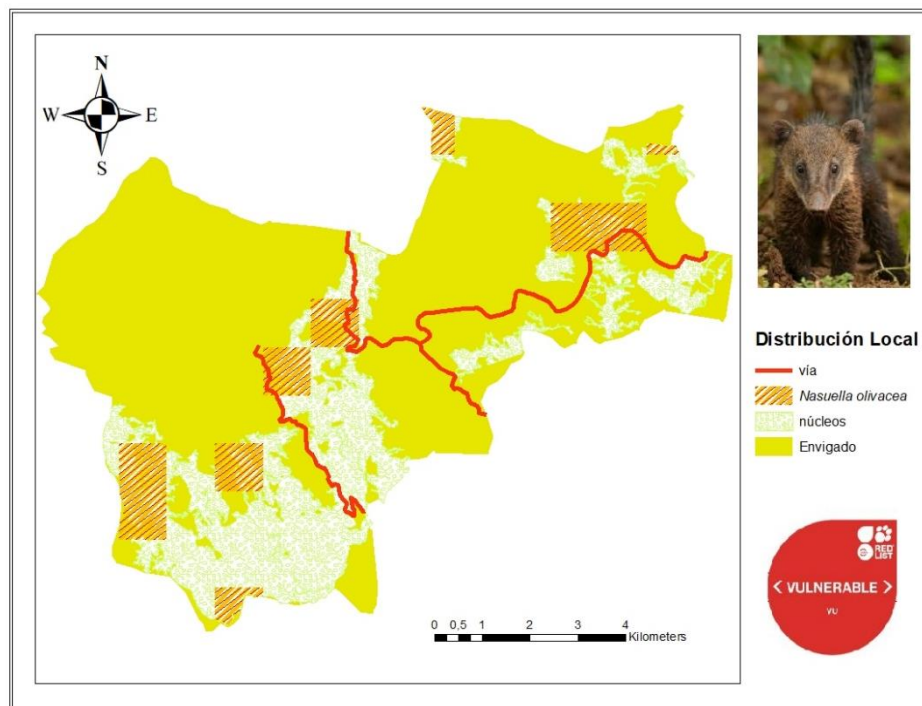 N
W E
S
Distribución Local
vía
Nasuella olivacea
núcleos
Envigado
RED
LIST
< VULNERABLE >
VU
0 0,5 1 2 3 4
Kilometers